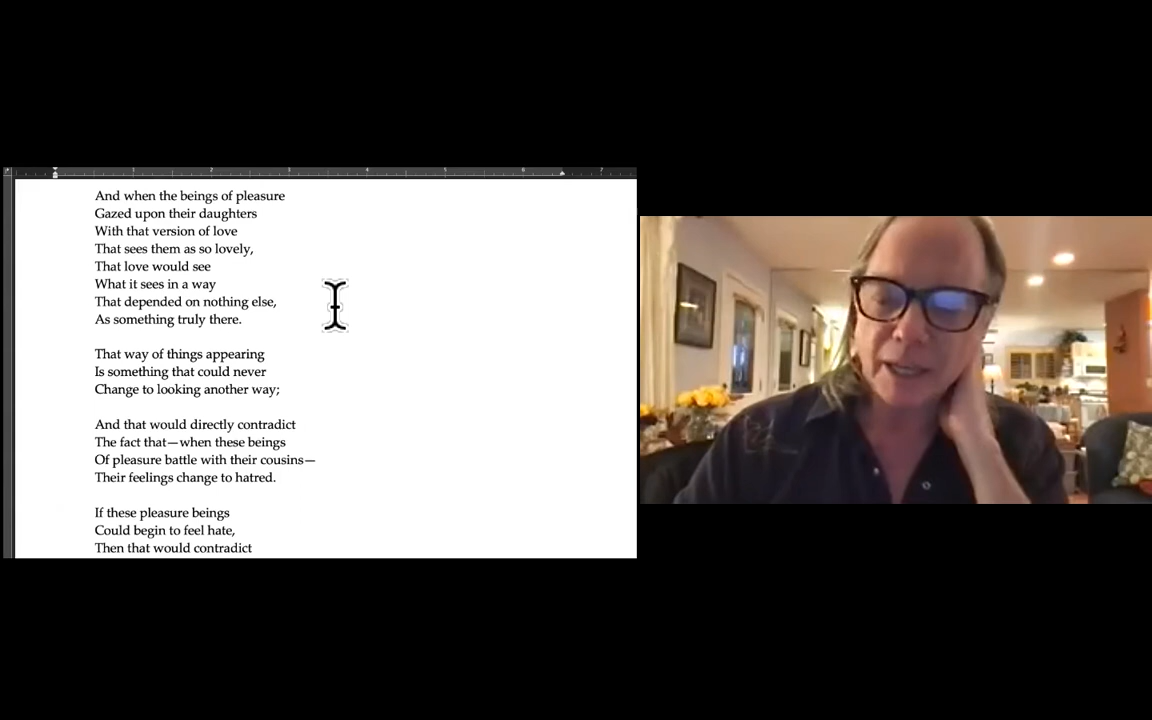 And when the beings of pleasure
Gazed upon their daughters
With that version of love
That sees them as so lovely,
That love would see
What it sees in a way
That depended on nothing else,
As something truly there.
That way of things appearing
Is something that could never
Change to looking another way;
And that would directly contradict
The fact that—when these beings
Of pleasure battle with their cousins—
Their feelings change to hatred.
If these pleasure beings
Could begin to feel hate,
Then that would contradict